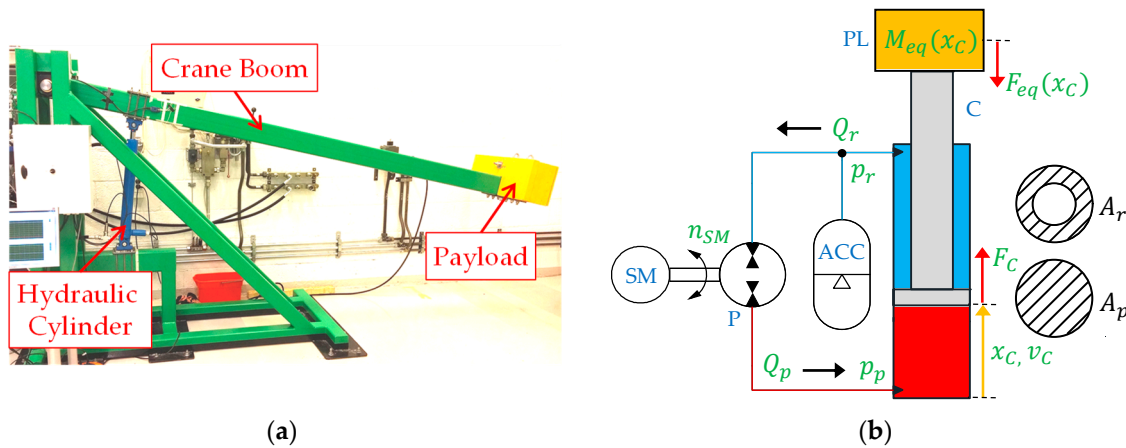 Crane Boom
Payload
Hydraulic
Cylinder
(a)
PL
M_eq(x_C)
F_eq(x_C)
C
Q_r
p_r
n_SM
SM
P
ACC
F_C
A_r
A_p
Q_p
p_p
x_C, v_C
(b)